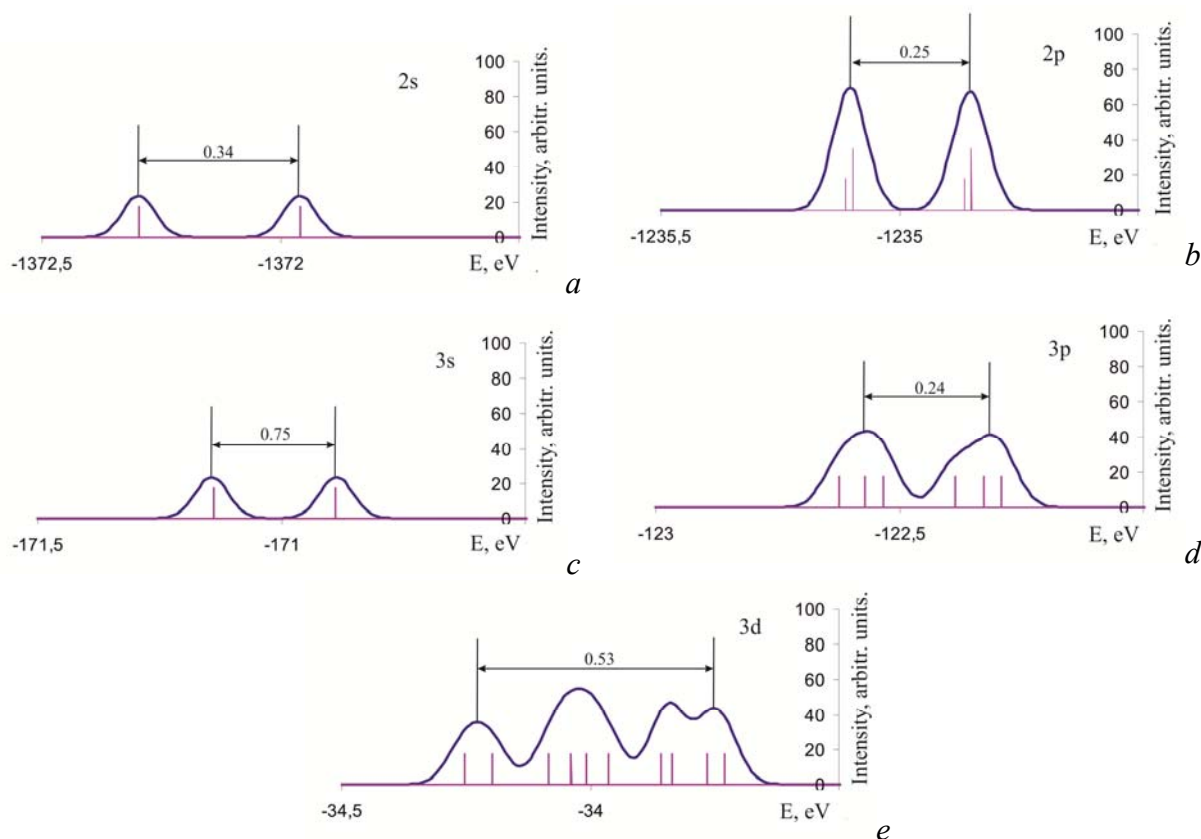 2s
0.34
100
80
60
40
20
0
Intensity, arbitr. units.
-1372,5
-1372
E, eV
a
2p
0.25
100
80
60
40
20
0
Intensity, arbitr. units.
-1235,5
-1235
E, eV
b
3s
0.75
100
80
60
40
20
0
Intensity, arbitr. units.
-171,5
-171
E, eV
c
3p
0.24
100
80
60
40
20
0
Intensity, arbitr. units.
-123
-122,5
E, eV
d
3d
0.53
100
80
60
40
20
0
Intensity, arbitr. units.
-34,5
-34
E, eV
e